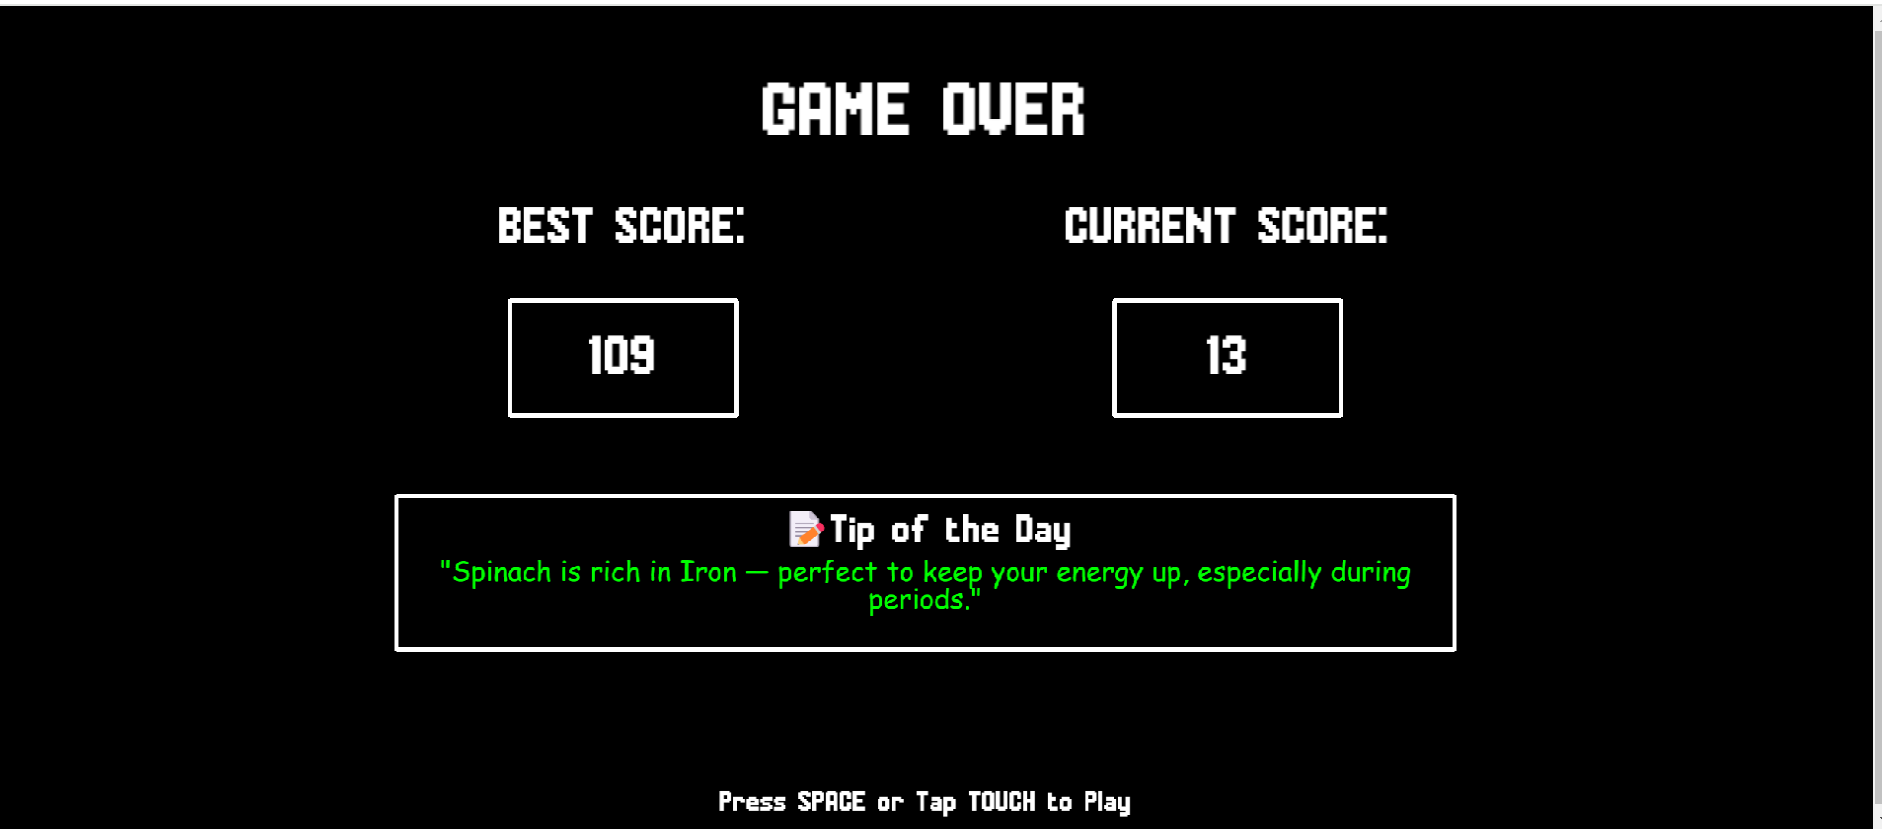 GAME OVER
BEST SCORE:
CURRENT SCORE:
109
13
Tip of the Day
"Spinach is rich in Iron — perfect to keep your energy up, especially during
periods."
Press SPACE or Tap TOUCH to Play